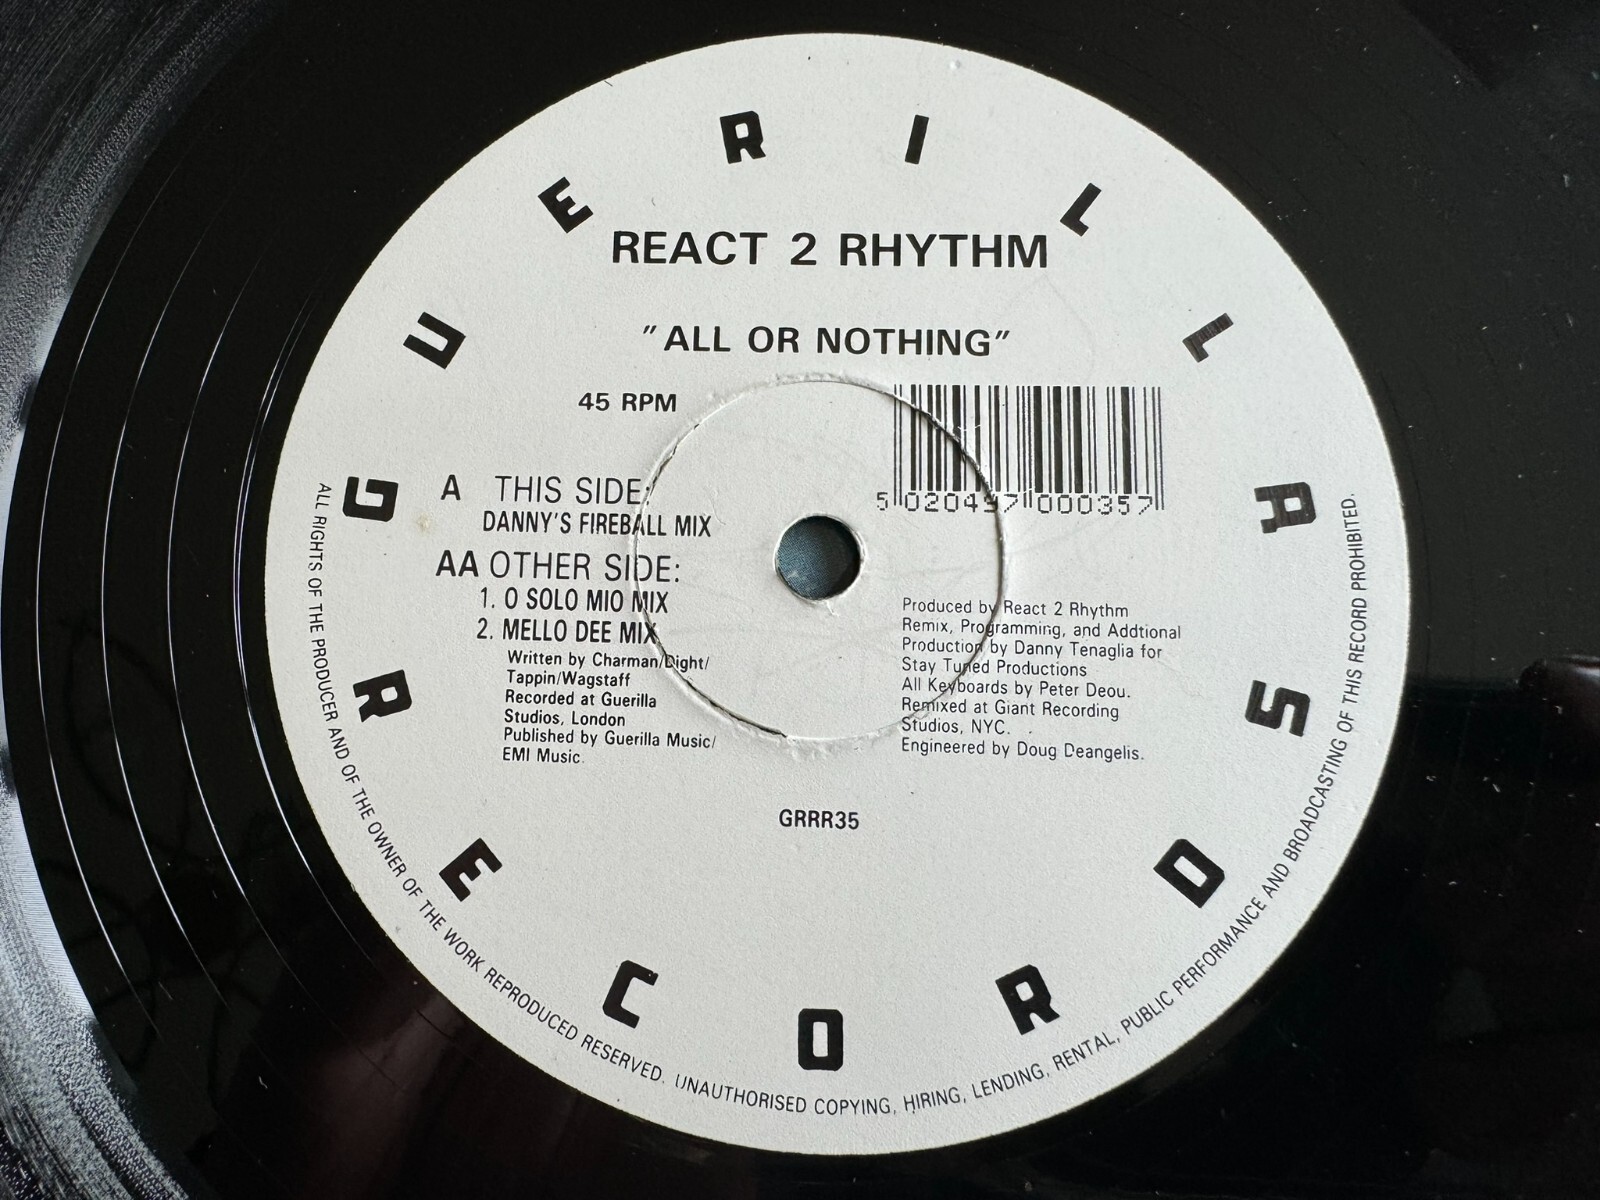 GUERILLA
RECORDS
REACT 2 RHYTHM
"ALL OR NOTHING"
45 RPM
5 020497 000357
A THIS SIDE:
DANNY'S FIREBALL MIX
AA OTHER SIDE:
1. O SOLO MIO MIX
2. MELLO DEE MIX
Written by Charman/Dight/
Tappin/Wagstaff
Recorded at Guerilla
Studios, London
Published by Guerilla Music/
EMI Music.
Produced by React 2 Rhythm
Remix, Programming, and Addtional
Production by Danny Tenaglia for
Stay Tuned Productions
All Keyboards by Peter Deou.
Remixed at Giant Recording
Studios, NYC.
Engineered by Doug Deangelis.
GRRR35
ALL RIGHTS OF THE PRODUCER AND OF THE OWNER OF THE WORK REPRODUCED RESERVED. UNAUTHORISED COPYING, HIRING, LENDING, RENTAL, PUBLIC PERFORMANCE AND BROADCASTING OF THIS RECORD PROHIBITED.